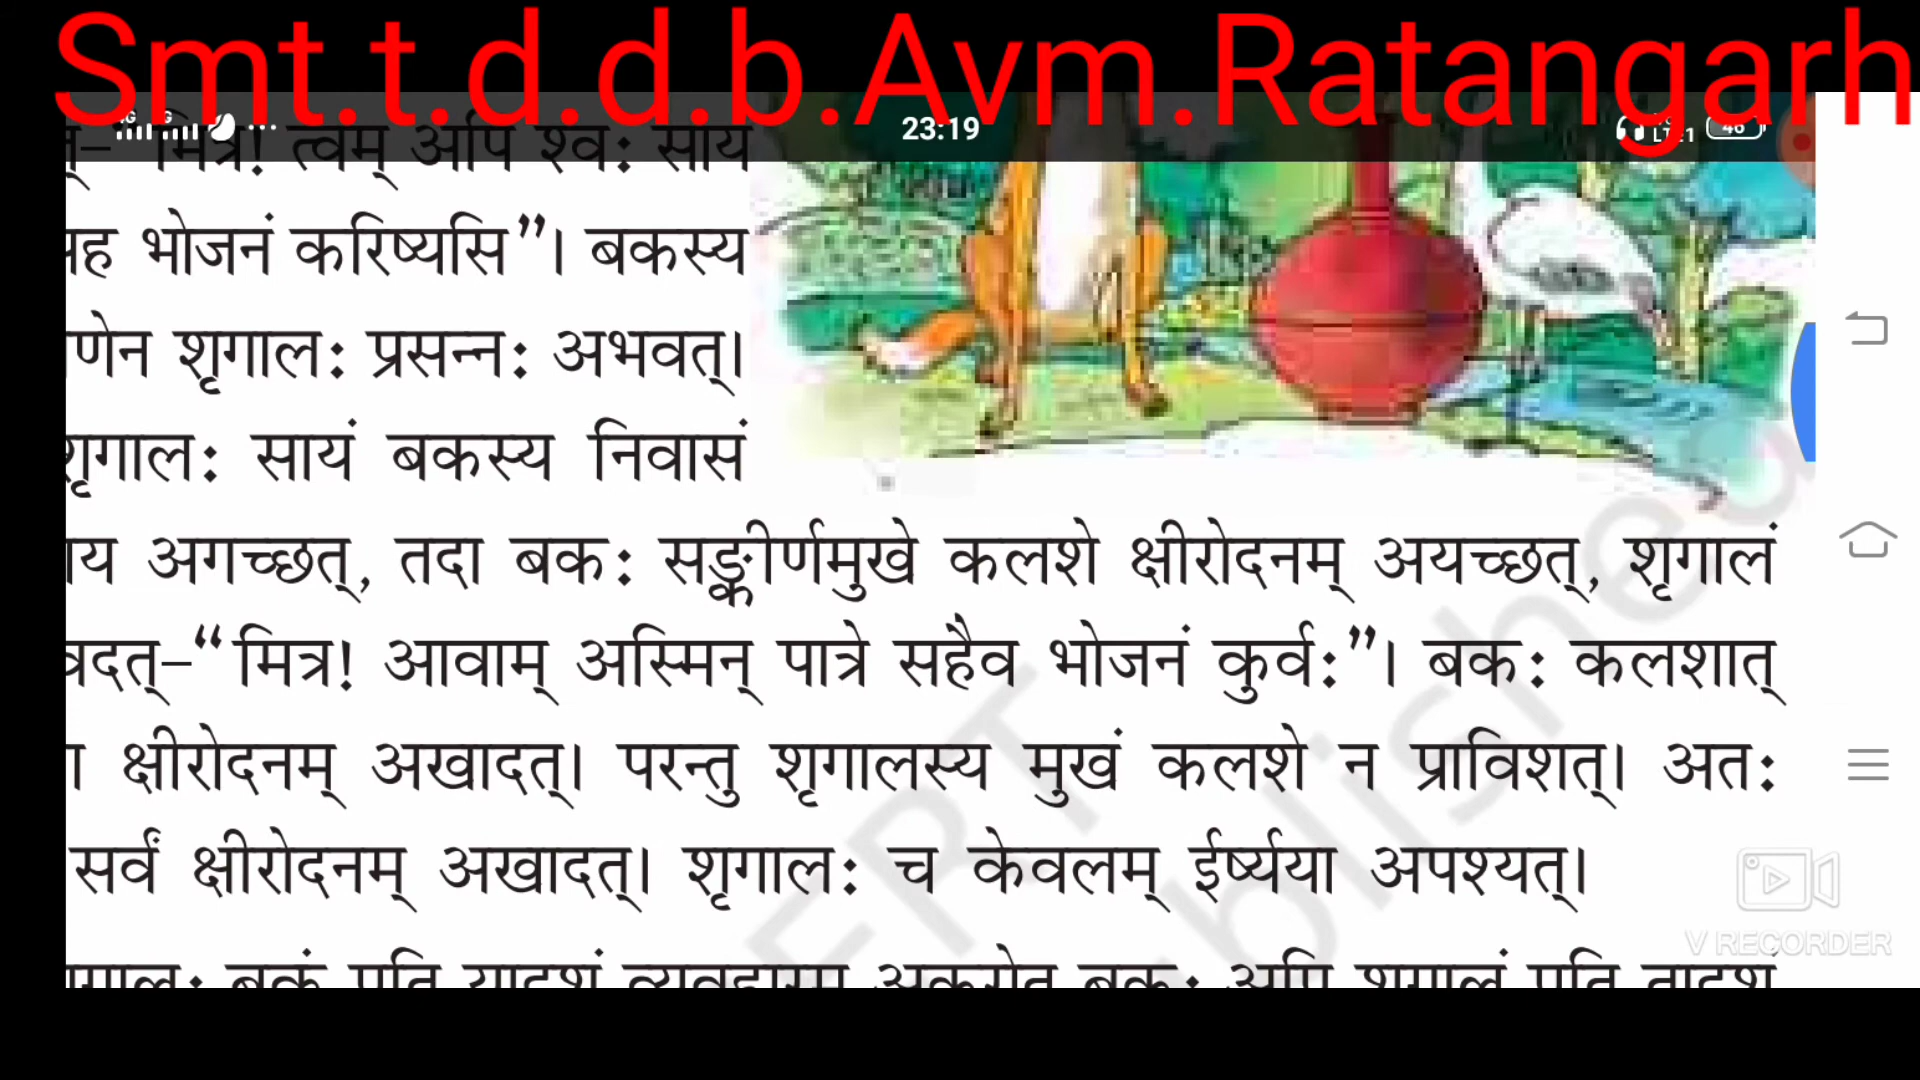 Smt.t.d.d.b.Avm.Ratangarh
23:19
मित्र! त्वम् अपि श्वः सायं
भोजनं करिष्यसि”। बकस्य
शृगालः प्रसन्नः अभवत्।
शृगालः सायं बकस्य निवासं
अगच्छत्, तदा बकः सङ्कीर्णमुखे कलशे क्षीरोदनम् अयच्छत्, शृगालं
“मित्र! आवाम् अस्मिन् पात्रे सहैव भोजनं कुर्वः”। बकः कलशात्
क्षीरोदनम् अखादत्। परन्तु शृगालस्य मुखं कलशे न प्राविशत्। अतः
सर्वं क्षीरोदनम् अखादत्। शृगालः च केवलम् ईर्ष्यया अपश्यत्।
V RECORDER